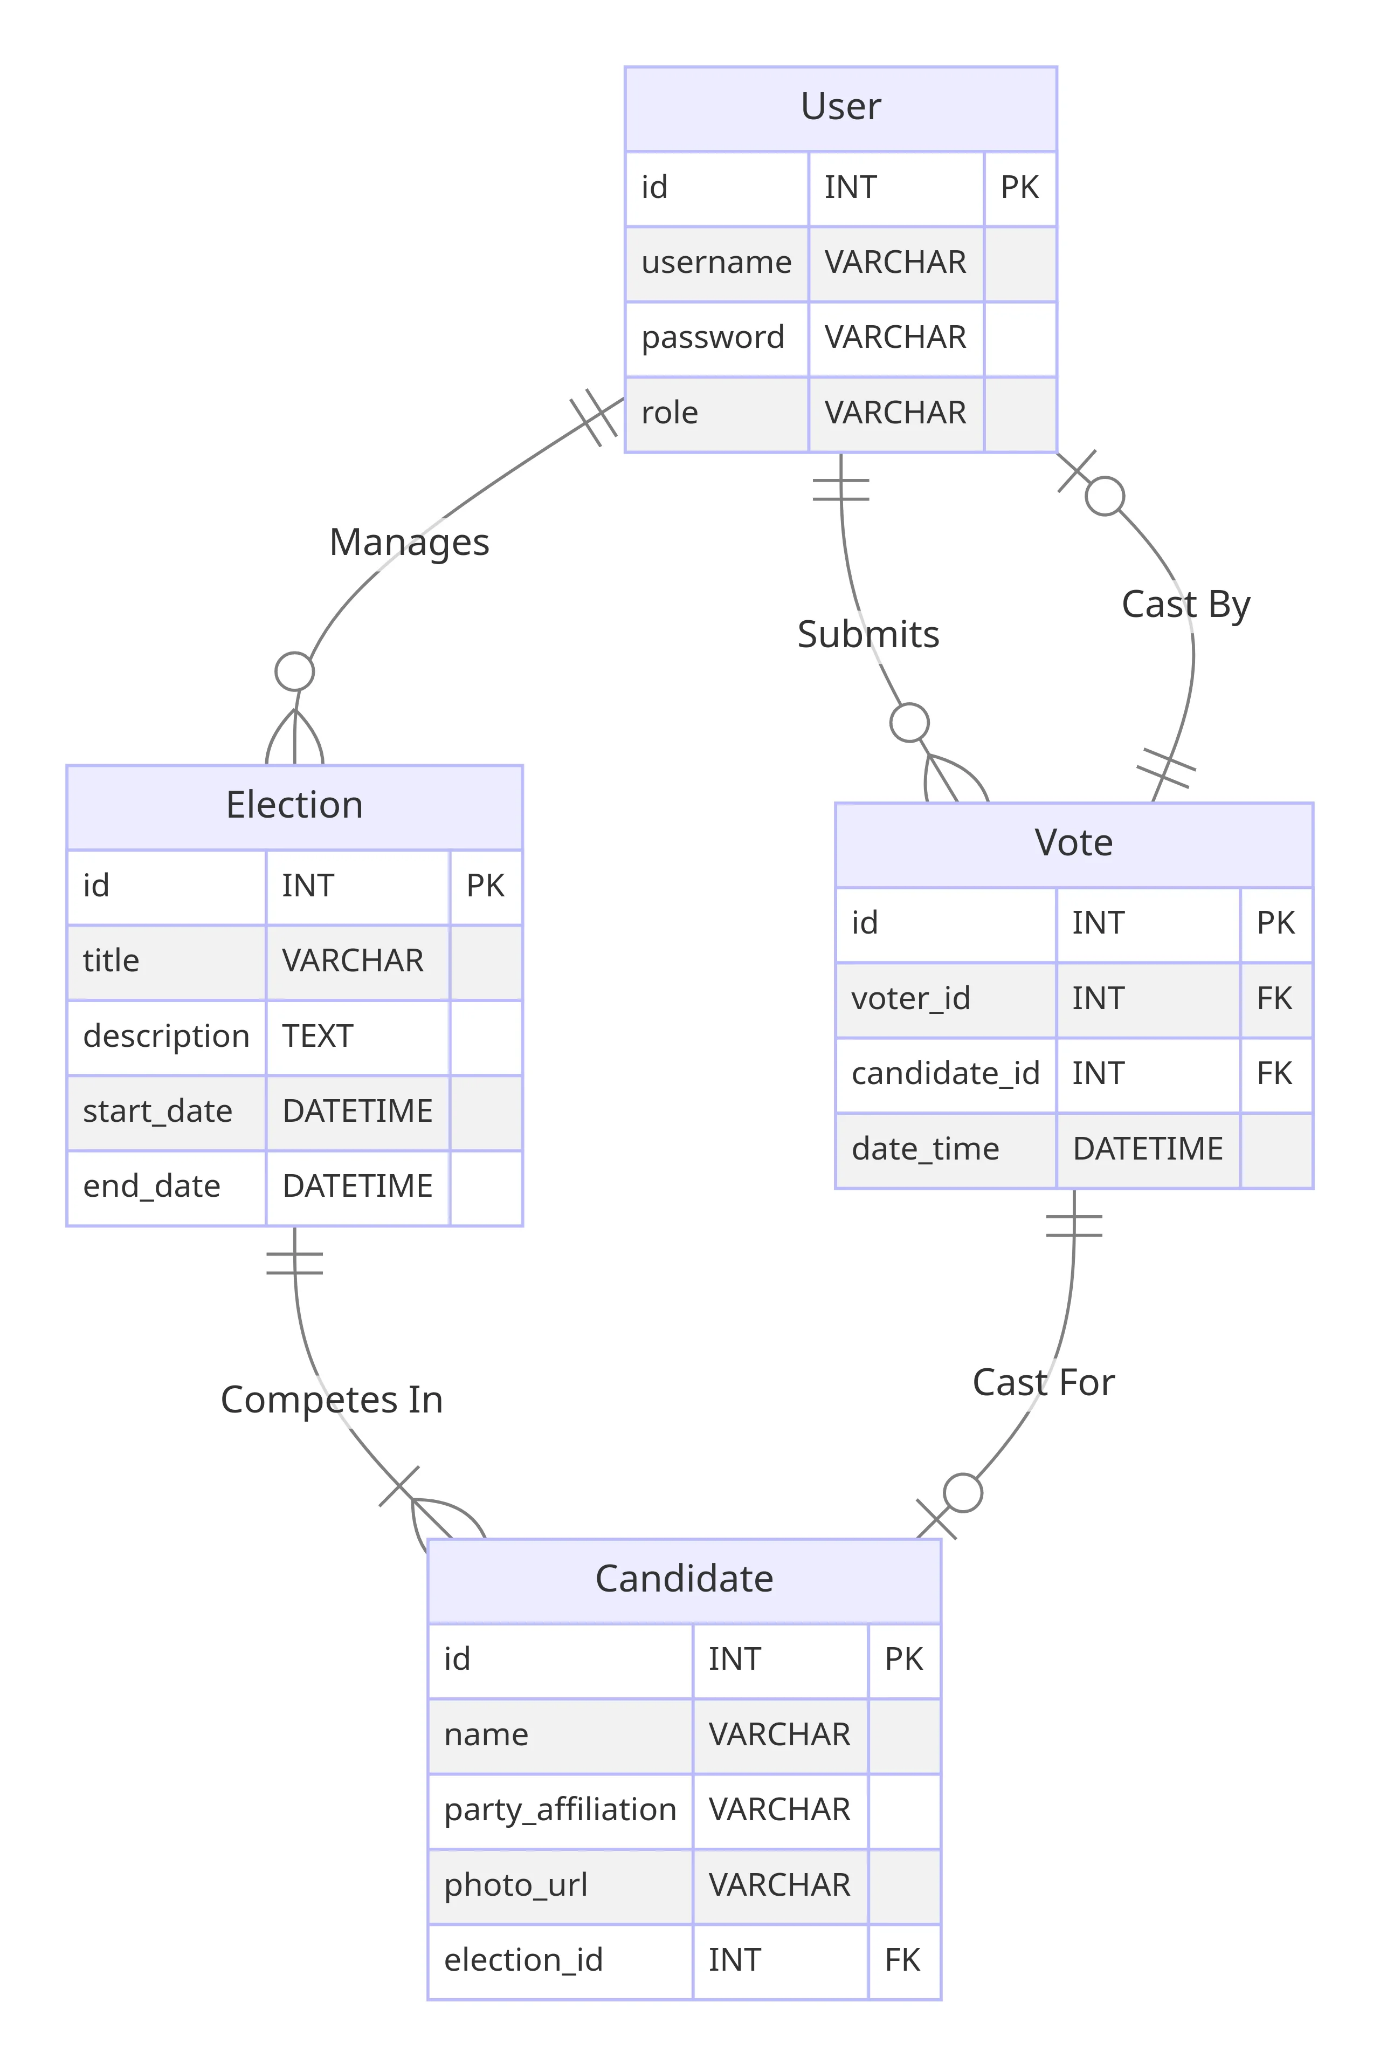 User
id INT PK
username VARCHAR
password VARCHAR
role VARCHAR
Manages
Submits
Cast By
Election
id INT PK
title VARCHAR
description TEXT
start_date DATETIME
end_date DATETIME
Vote
id INT PK
voter_id INT FK
candidate_id INT FK
date_time DATETIME
Competes In
Cast For
Candidate
id INT PK
name VARCHAR
party_affiliation VARCHAR
photo_url VARCHAR
election_id INT FK